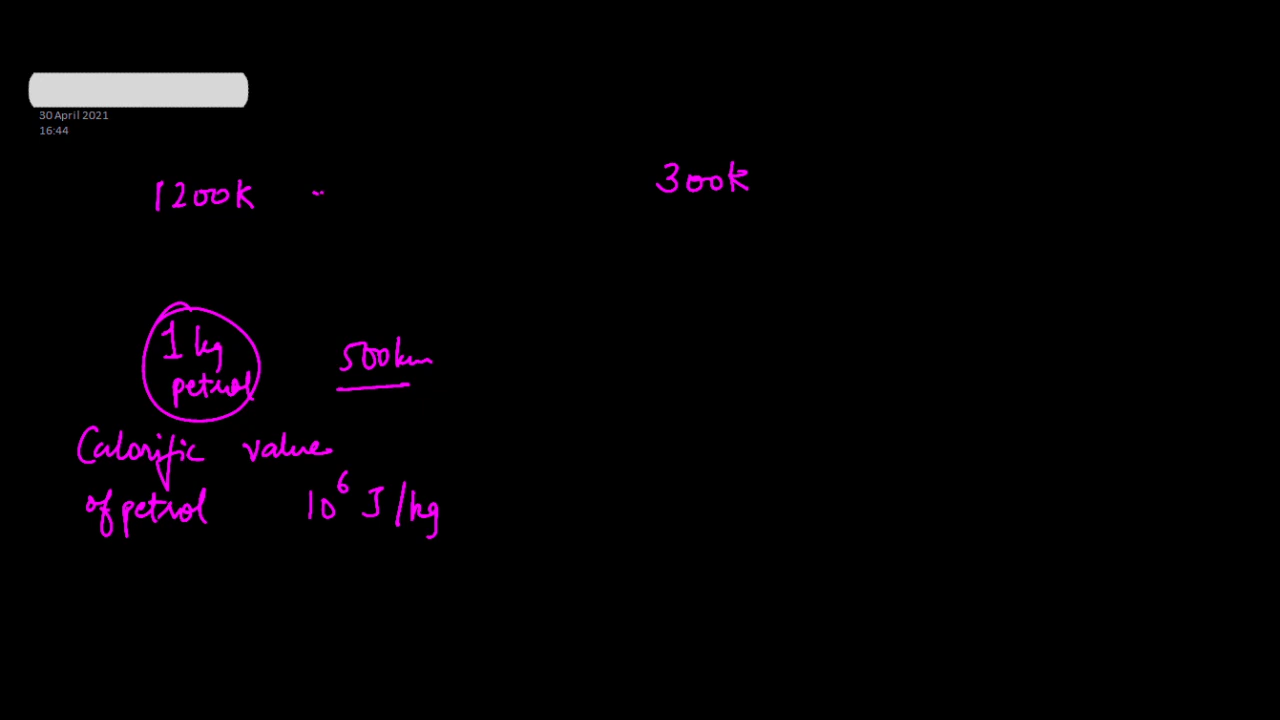 30 April 2021
16:44
1200K
300K
1 kg
petrol
500km
Calorific value
of petrol 10⁶ J/kg